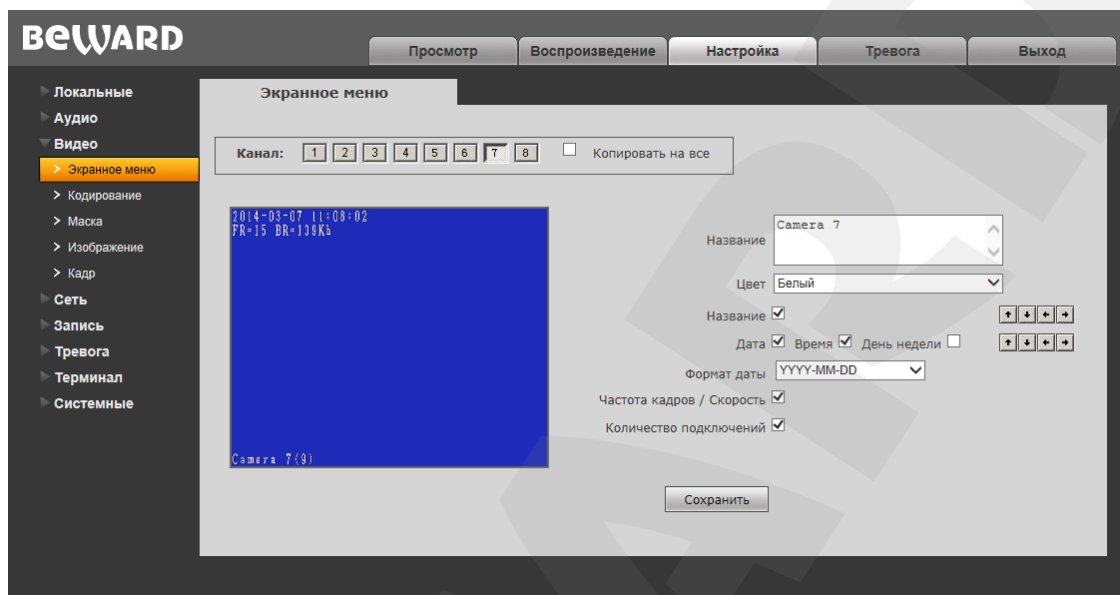 BEWARD
Просмотр Воспроизведение Настройка Тревога Выход
Локальные
Аудио
Видео
> Экранное меню
> Кодирование
> Маска
> Изображение
> Кадр
Сеть
Запись
Тревога
Терминал
Системные
Экранное меню
Канал: 1 2 3 4 5 6 7 8 Копировать на все
2014-03-07 11:08:02
FR=15 BR=139Kb
Camera 7(9)
Название Camera 7
Цвет Белый
Название
Дата Время День недели
Формат даты YYYY-MM-DD
Частота кадров / Скорость
Количество подключений
Сохранить